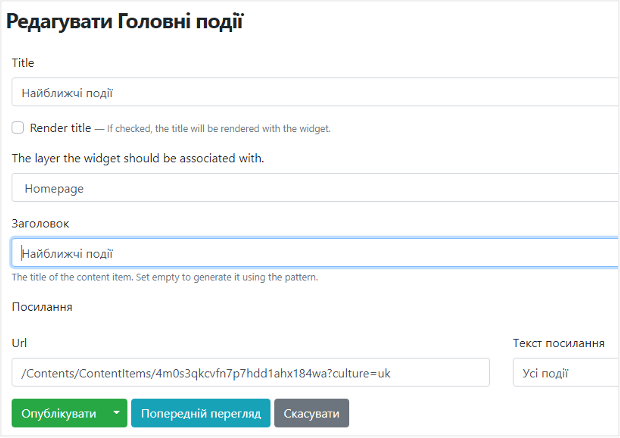 Редагувати Головні події
Title
Найближчі події
Render title — If checked, the title will be rendered with the widget.
The layer the widget should be associated with.
Homepage
Заголовок
Найближчі події
The title of the content item. Set empty to generate it using the pattern.
Посилання
Url Текст посилання
/Contents/ContentItems/4m0s3qkcvfn7p7hdd1ahx184wa?culture=uk Усі події
Опублікувати Попередній перегляд Скасувати